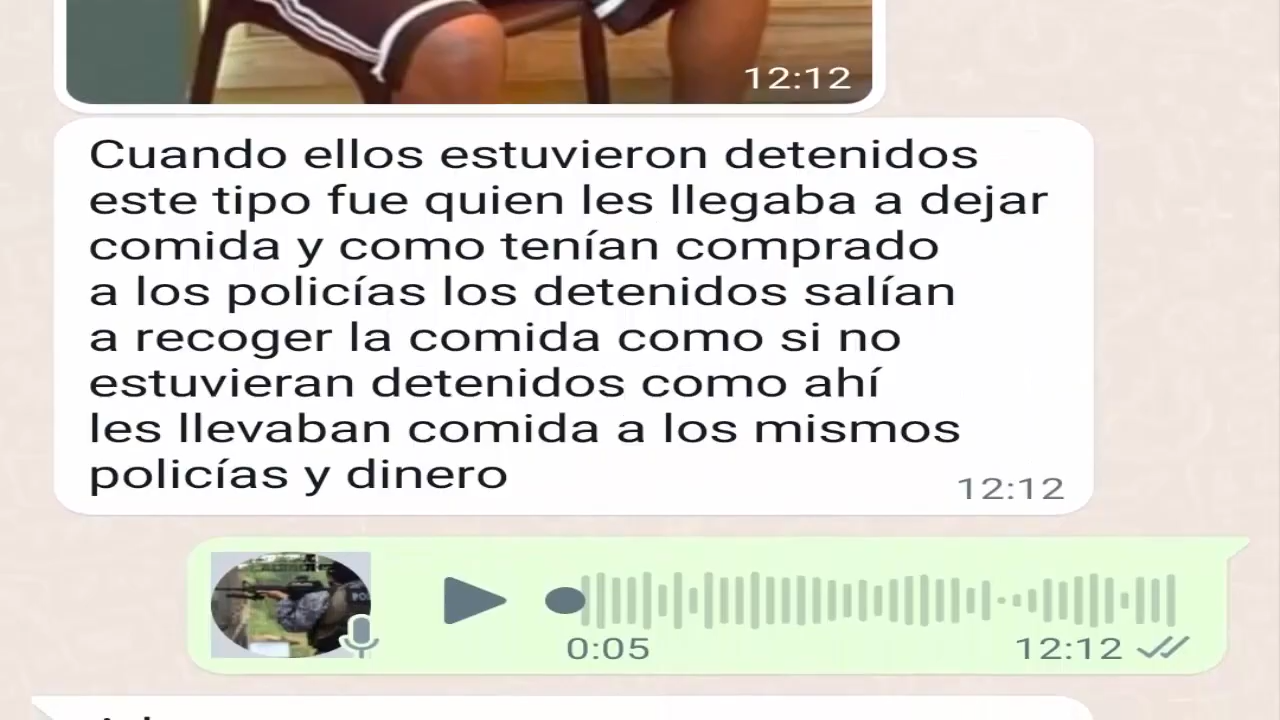 12:12
Cuando ellos estuvieron detenidos
este tipo fue quien les llegaba a dejar
comida y como tenían comprado
a los policías los detenidos salían
a recoger la comida como si no
estuvieran detenidos como ahí
les llevaban comida a los mismos
policías y dinero
12:12
0:05 12:12